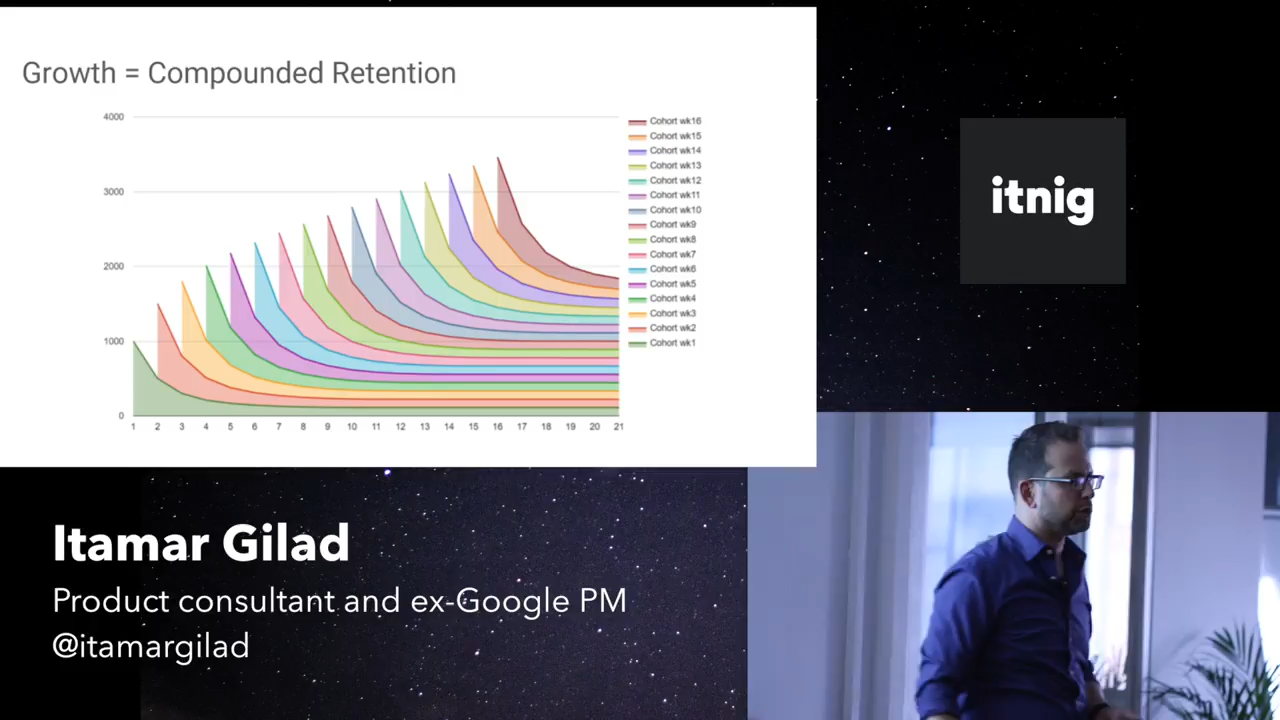 Growth = Compounded Retention
4000
3000
2000
1000
0
1 2 3 4 5 6 7 8 9 10 11 12 13 14 15 16 17 18 19 20 21
Cohort wk16
Cohort wk15
Cohort wk14
Cohort wk13
Cohort wk12
Cohort wk11
Cohort wk10
Cohort wk9
Cohort wk8
Cohort wk7
Cohort wk6
Cohort wk5
Cohort wk4
Cohort wk3
Cohort wk2
Cohort wk1
itnig
Itamar Gilad
Product consultant and ex-Google PM
@itamargilad